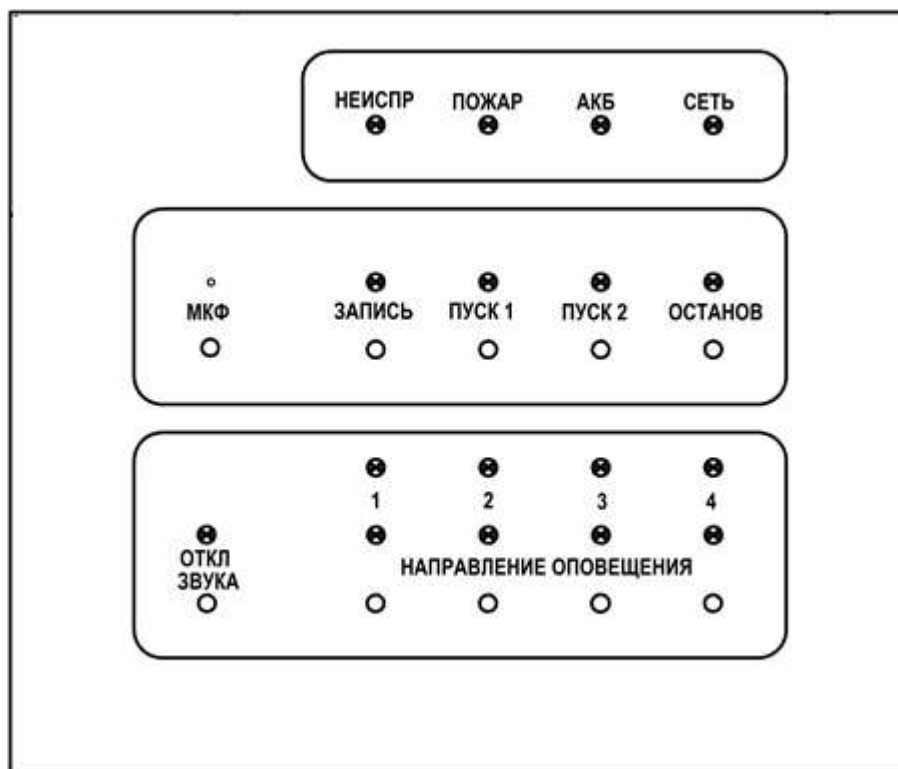 НЕИСПР ПОЖАР АКБ СЕТЬ
МКФ ЗАПИСЬ ПУСК 1 ПУСК 2 ОСТАНОВ
1 2 3 4
ОТКЛ
ЗВУКА
НАПРАВЛЕНИЕ ОПОВЕЩЕНИЯ